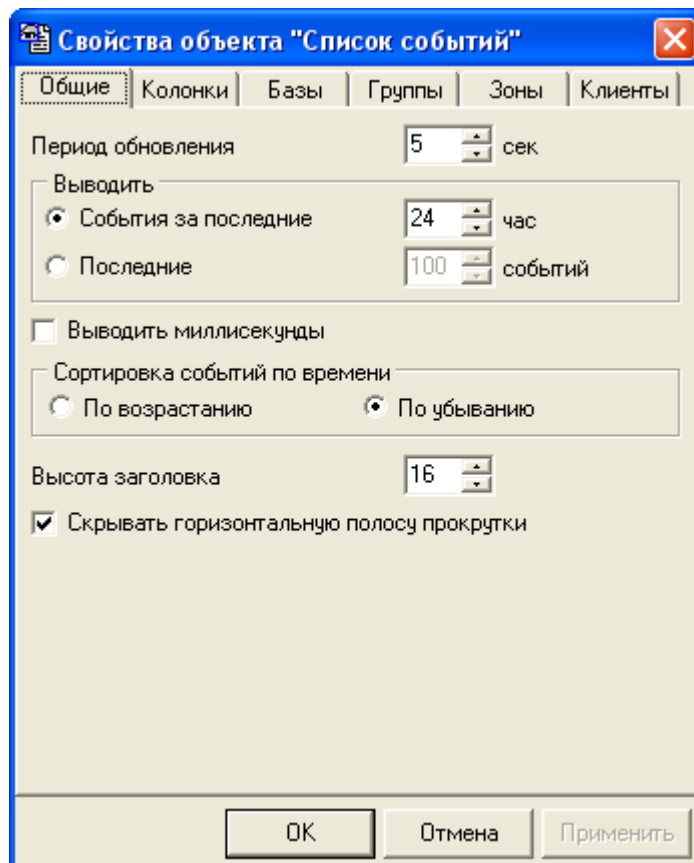 Свойства объекта "Список событий"
Общие Колонки Базы Группы Зоны Клиенты
Период обновления 5 сек
Выводить
События за последние 24 час
Последние 100 событий
Выводить миллисекунды
Сортировка событий по времени
По возрастанию По убыванию
Высота заголовка 16
Скрывать горизонтальную полосу прокрутки
OK Отмена Применить